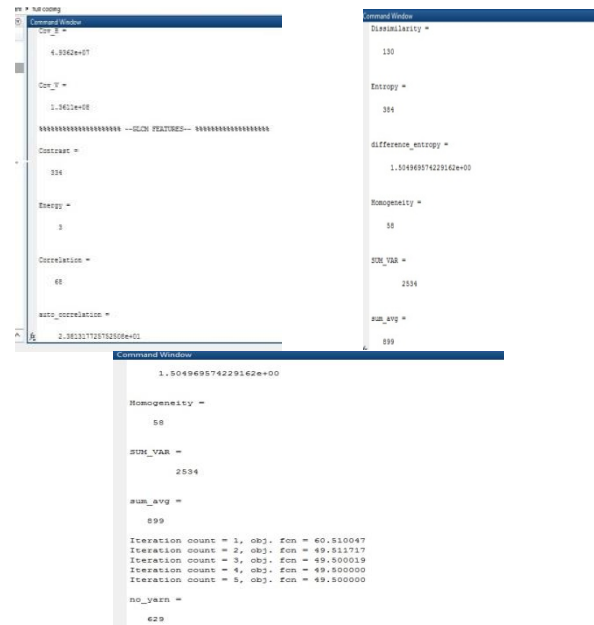 full coding
Command Window
Cov_H =
4.9362e+07
Cov_V =
1.3611e+08
%%%%%%%%%%%%%%%%%%%% --GLCM FEATURES-- %%%%%%%%%%%%%%%%%%
Contrast =
334
Energy =
3
Correlation =
68
auto_correlation =
2.381317725752508e+01
Command Window
Dissimilarity =
130
Entropy =
384
difference_entropy =
1.504969574229162e+00
Homogeneity =
58
SUM_VAR =
2534
sum_avg =
899
Command Window
1.504969574229162e+00
Homogeneity =
58
SUM_VAR =
2534
sum_avg =
899
Iteration count = 1, obj. fcn = 60.510047
Iteration count = 2, obj. fcn = 49.511717
Iteration count = 3, obj. fcn = 49.500019
Iteration count = 4, obj. fcn = 49.500000
Iteration count = 5, obj. fcn = 49.500000
no_yarn =
629